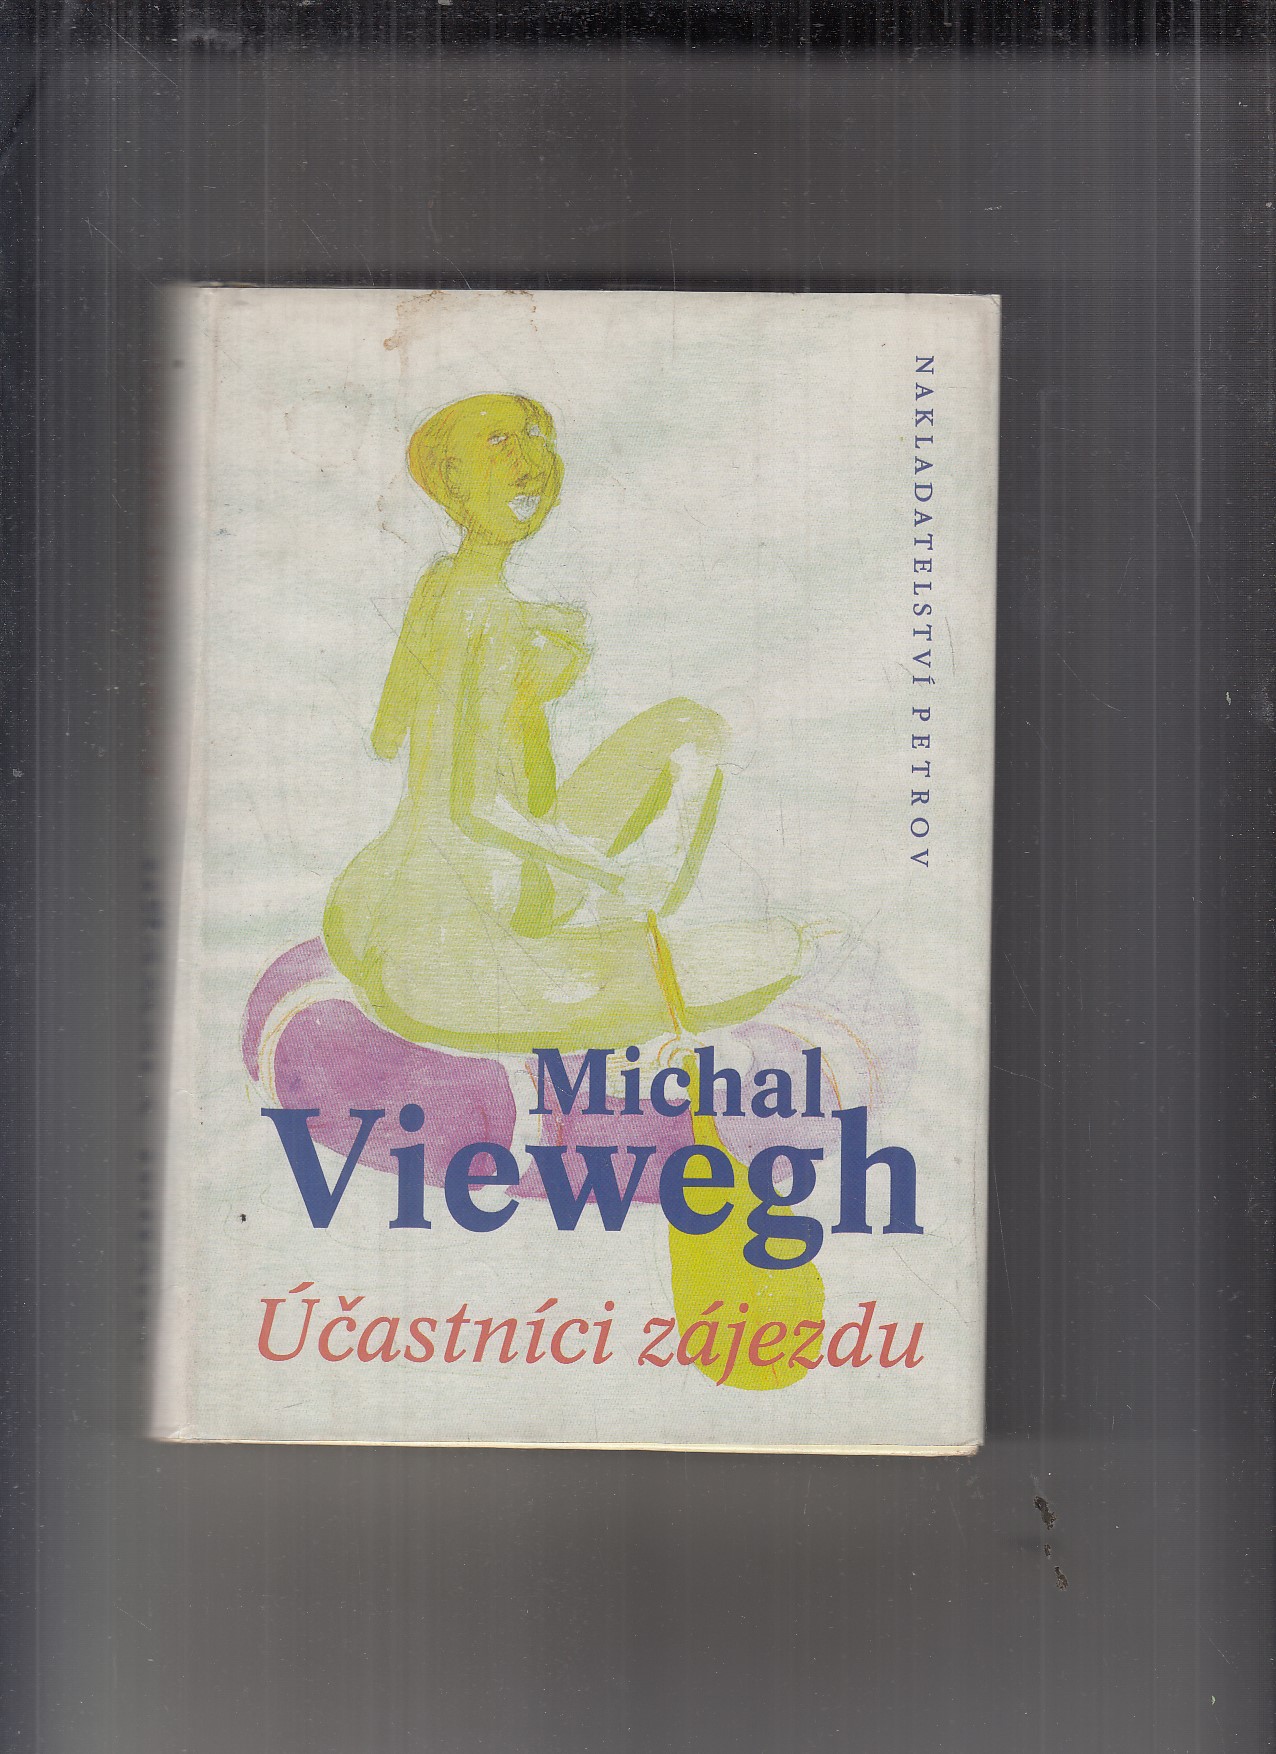 NAKLADATELSTVÍ PETROV
Michal
Viewegh
Účastníci zájezdu